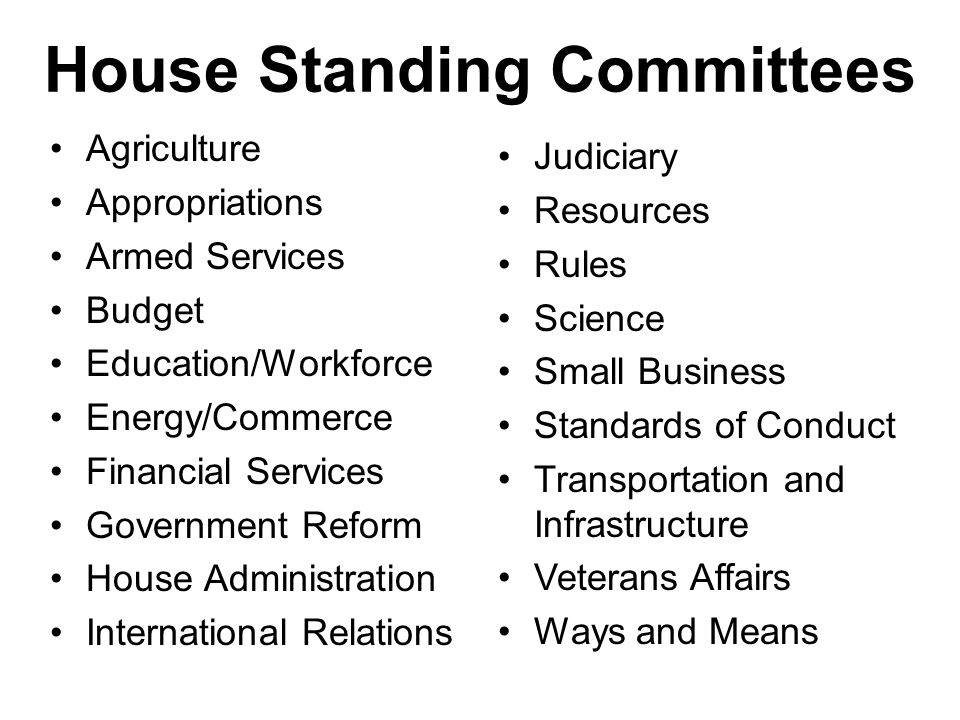 House Standing Committees
• Agriculture
• Appropriations
• Armed Services
• Budget
• Education/Workforce
• Energy/Commerce
• Financial Services
• Government Reform
• House Administration
• International Relations
• Judiciary
• Resources
• Rules
• Science
• Small Business
• Standards of Conduct
• Transportation and
Infrastructure
• Veterans Affairs
• Ways and Means